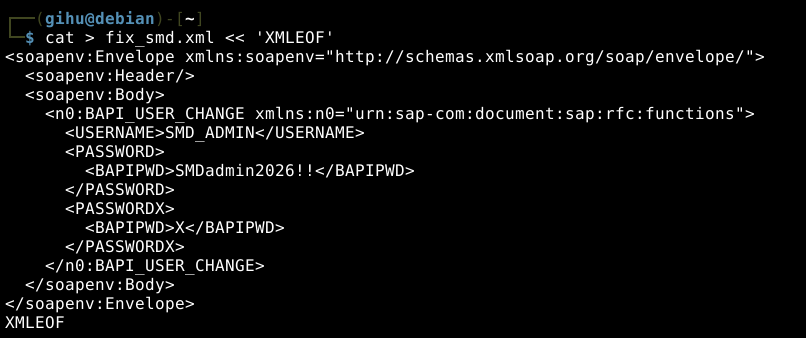 ┌──(gihu@debian)-[~]
└─$ cat > fix_smd.xml << 'XMLEOF'
<soapenv:Envelope xmlns:soapenv="http://schemas.xmlsoap.org/soap/envelope/">
  <soapenv:Header/>
  <soapenv:Body>
    <n0:BAPI_USER_CHANGE xmlns:n0="urn:sap-com:document:sap:rfc:functions">
      <USERNAME>SMD_ADMIN</USERNAME>
      <PASSWORD>
        <BAPIPWD>SMDadmin2026!!</BAPIPWD>
      </PASSWORD>
      <PASSWORDX>
        <BAPIPWD>X</BAPIPWD>
      </PASSWORDX>
    </n0:BAPI_USER_CHANGE>
  </soapenv:Body>
</soapenv:Envelope>
XMLEOF